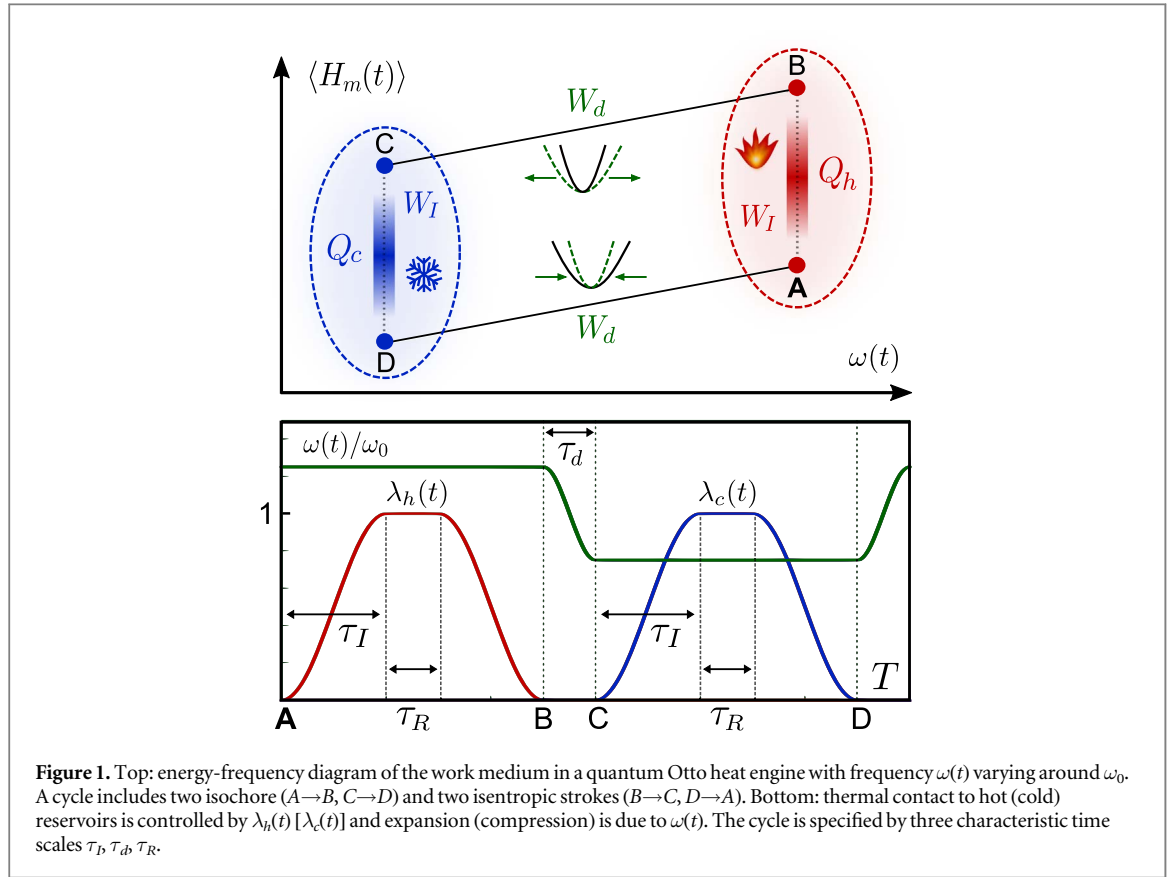 ⟨H_m(t)⟩
B
W_d
C
W_I
Q_h
Q_c
W_I
A
W_d
D
ω(t)
ω(t)/ω_0
τ_d
λ_h(t)
λ_c(t)
1
τ_I
τ_I
T
A
τ_R
B
C
τ_R
D
Figure 1. Top: energy-frequency diagram of the work medium in a quantum Otto heat engine with frequency ω(t) varying around ω_0.
A cycle includes two isochore (A→B, C→D) and two isentropic strokes (B→C, D→A). Bottom: thermal contact to hot (cold)
reservoirs is controlled by λ_h(t) [λ_c(t)] and expansion (compression) is due to ω(t). The cycle is specified by three characteristic time
scales τ_I, τ_d, τ_R.